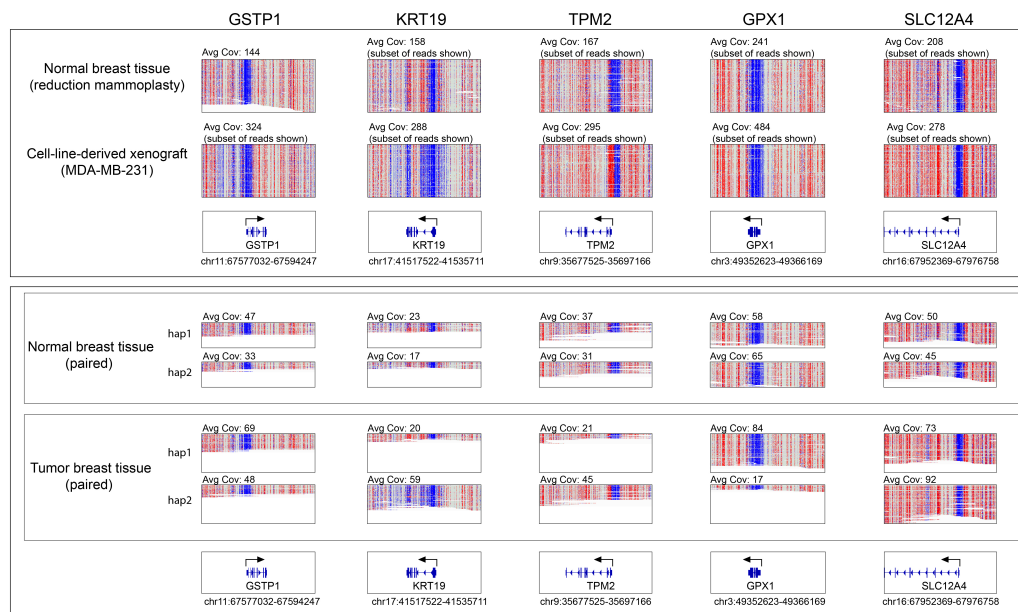 GSTP1 KRT19 TPM2 GPX1 SLC12A4
Normal breast tissue
(reduction mammoplasty)
Avg Cov: 144
Avg Cov: 158
(subset of reads shown)
Avg Cov: 167
(subset of reads shown)
Avg Cov: 241
(subset of reads shown)
Avg Cov: 208
(subset of reads shown)
Cell-line-derived xenograft
(MDA-MB-231)
Avg Cov: 324
(subset of reads shown)
Avg Cov: 288
(subset of reads shown)
Avg Cov: 295
(subset of reads shown)
Avg Cov: 484
(subset of reads shown)
Avg Cov: 278
(subset of reads shown)
GSTP1 KRT19 TPM2 GPX1 SLC12A4
chr11:67577032-67594247 chr17:41517522-41535711 chr9:35677525-35697166 chr3:49352623-49366169 chr16:67952369-67976758
Normal breast tissue
(paired)
hap1
Avg Cov: 47 Avg Cov: 23 Avg Cov: 37 Avg Cov: 58 Avg Cov: 50
hap2
Avg Cov: 33 Avg Cov: 17 Avg Cov: 31 Avg Cov: 65 Avg Cov: 45
Tumor breast tissue
(paired)
hap1
Avg Cov: 69 Avg Cov: 20 Avg Cov: 21 Avg Cov: 84 Avg Cov: 73
hap2
Avg Cov: 48 Avg Cov: 59 Avg Cov: 45 Avg Cov: 17 Avg Cov: 92
GSTP1 KRT19 TPM2 GPX1 SLC12A4
chr11:67577032-67594247 chr17:41517522-41535711 chr9:35677525-35697166 chr3:49352623-49366169 chr16:67952369-67976758